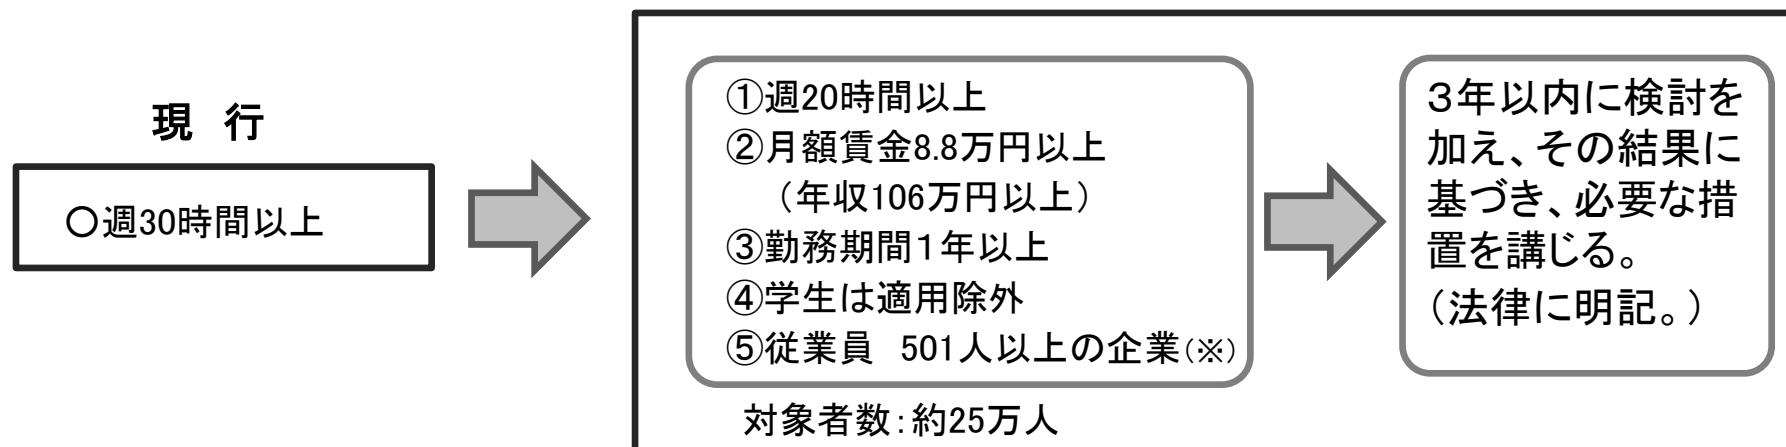 現 行
○週30時間以上
①週20時間以上
②月額賃金8.8万円以上
（年収106万円以上）
③勤務期間１年以上
④学生は適用除外
⑤従業員 501人以上の企業(※)
対象者数：約25万人
３年以内に検討を
加え、その結果に
基づき、必要な措
置を講じる。
（法律に明記。）